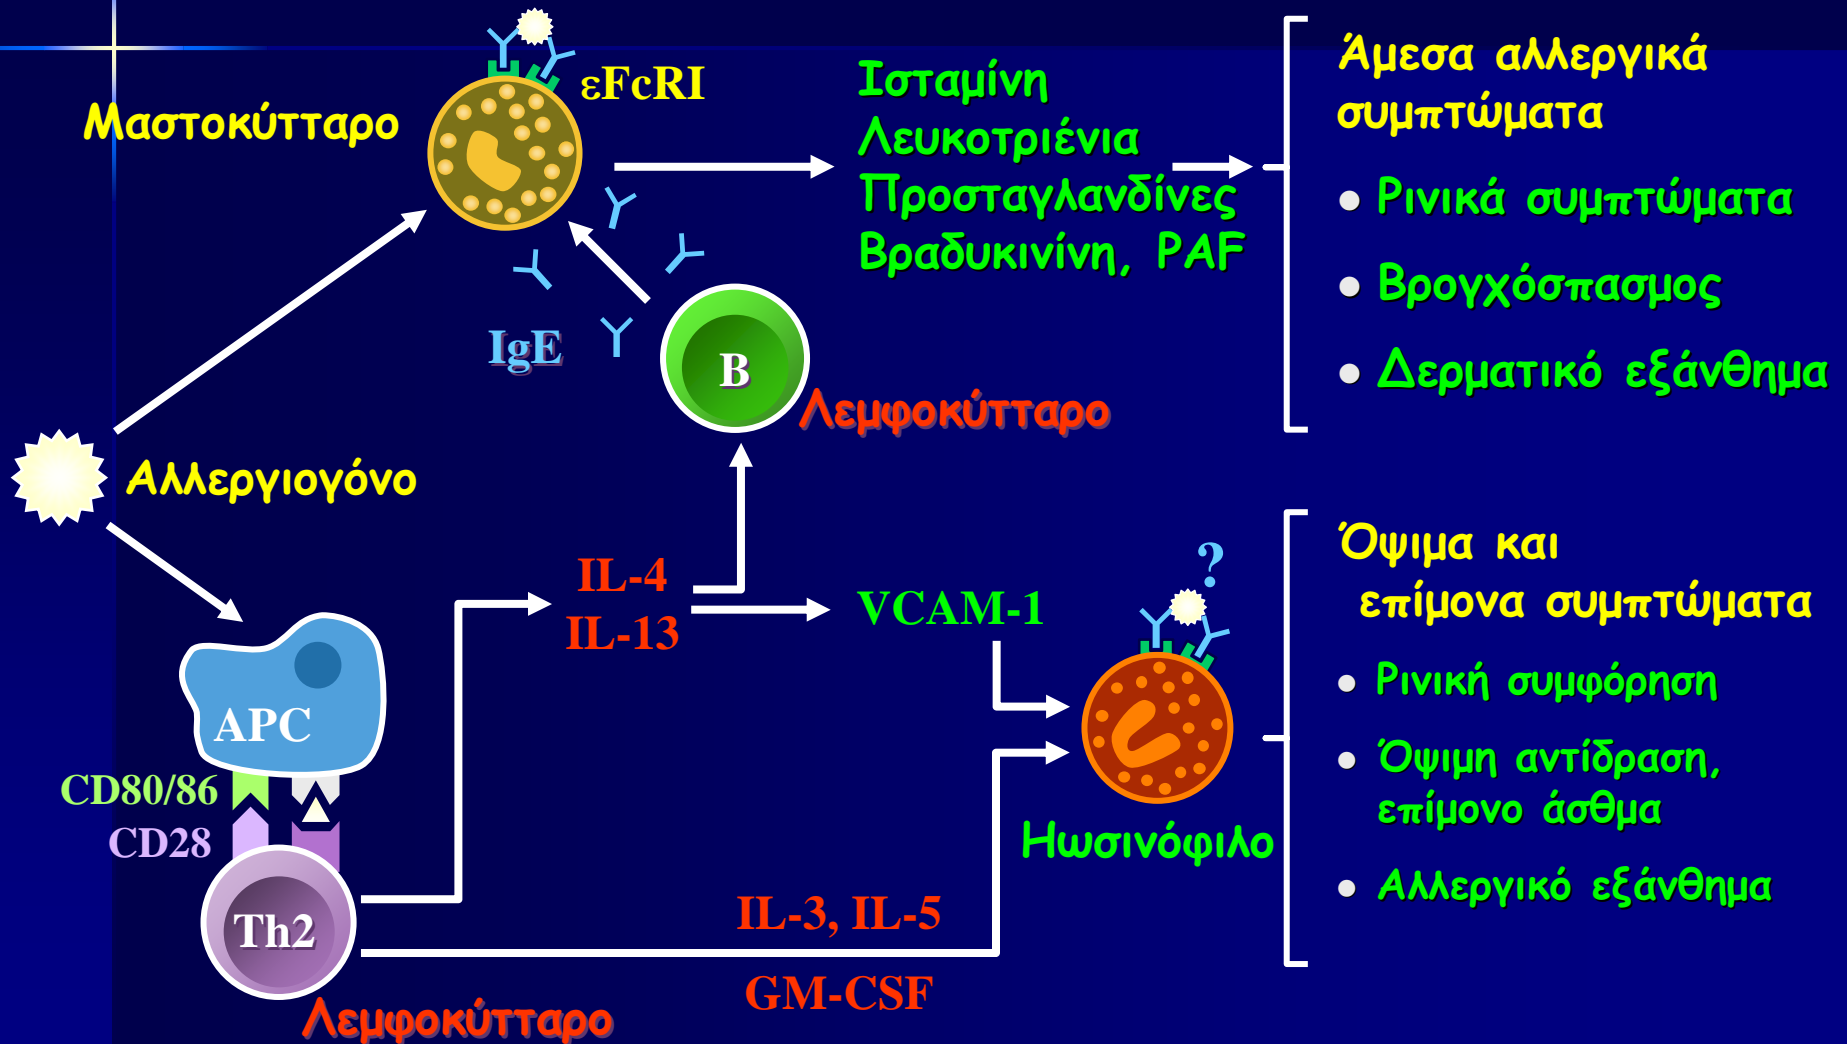 Μαστοκύτταρο
εFcRI
Ισταμίνη
Λευκοτριένια
Προσταγλανδίνες
Βραδυκινίνη, PAF
Άμεσα αλλεργικά
συμπτώματα
Ρινικά συμπτώματα
Βρογχόσπασμος
Δερματικό εξάνθημα
IgE
B
Λεμφοκύτταρο
Αλλεργιογόνο
IL-4
IL-13
VCAM-1
?
Όψιμα και
επίμονα συμπτώματα
Ρινική συμφόρηση
Όψιμη αντίδραση,
επίμονο άσθμα
Αλλεργικό εξάνθημα
APC
CD80/86
CD28
Ηωσινόφιλο
Th2
IL-3, IL-5
GM-CSF
Λεμφοκύτταρο